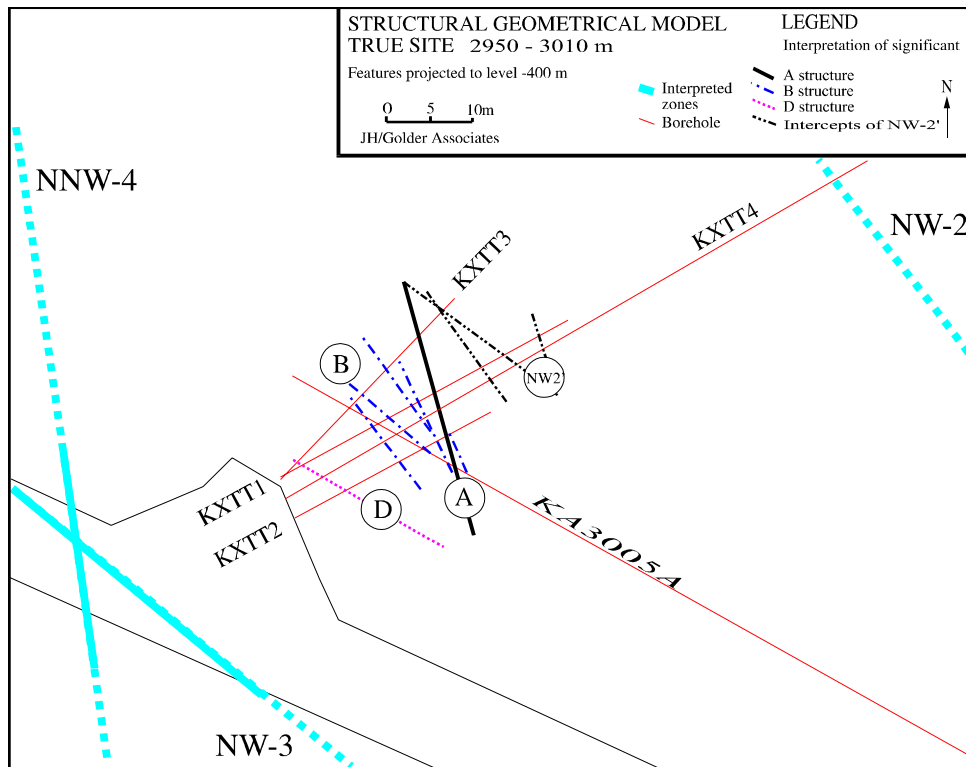 STRUCTURAL GEOMETRICAL MODEL
TRUE SITE 2950 - 3010 m
Features projected to level -400 m
0 5 10m
JH/Golder Associates
LEGEND
Interpretation of significant
Interpreted
zones
Borehole
A structure
B structure
D structure
Intercepts of NW-2'
N
NNW-4
NW-2
KXTT4
KXTT3
B
NW2'
A
D
KXTT1
KXTT2
KA3005A
NW-3